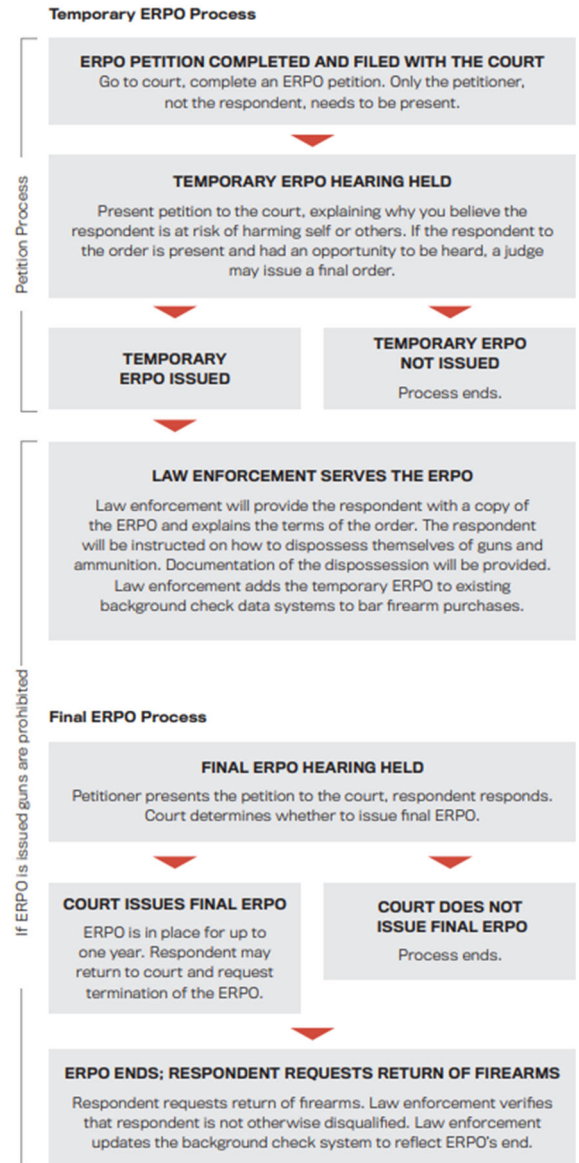 Temporary ERPO Process
Petition Process
ERPO PETITION COMPLETED AND FILED WITH THE COURT
Go to court, complete an ERPO petition. Only the petitioner,
not the respondent, needs to be present.
TEMPORARY ERPO HEARING HELD
Present petition to the court, explaining why you believe the
respondent is at risk of harming self or others. If the respondent to
the order is present and had an opportunity to be heard, a judge
may issue a final order.
TEMPORARY
ERPO ISSUED
TEMPORARY ERPO
NOT ISSUED
Process ends.
If ERPO is issued guns are prohibited
LAW ENFORCEMENT SERVES THE ERPO
Law enforcement will provide the respondent with a copy of
the ERPO and explains the terms of the order. The respondent
will be instructed on how to dispossess themselves of guns and
ammunition. Documentation of the dispossession will be provided.
Law enforcement adds the temporary ERPO to existing
background check data systems to bar firearm purchases.
Final ERPO Process
FINAL ERPO HEARING HELD
Petitioner presents the petition to the court, respondent responds.
Court determines whether to issue final ERPO.
COURT ISSUES FINAL ERPO
ERPO is in place for up to
one year. Respondent may
return to court and request
termination of the ERPO.
COURT DOES NOT
ISSUE FINAL ERPO
Process ends.
ERPO ENDS; RESPONDENT REQUESTS RETURN OF FIREARMS
Respondent requests return of firearms. Law enforcement verifies
that respondent is not otherwise disqualified. Law enforcement
updates the background check system to reflect ERPO's end.